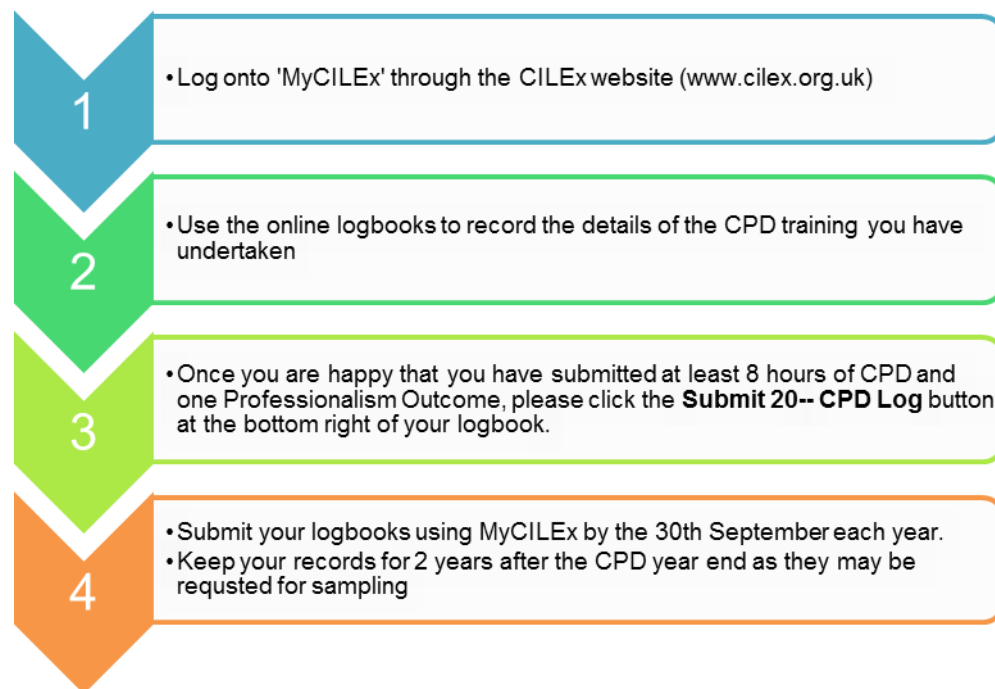 1
•Log onto 'MyCILEx' through the CILEx website (www.cilex.org.uk)
2
•Use the online logbooks to record the details of the CPD training you have
undertaken
3
•Once you are happy that you have submitted at least 8 hours of CPD and
one Professionalism Outcome, please click the Submit 20-- CPD Log button
at the bottom right of your logbook.
4
•Submit your logbooks using MyCILEx by the 30th September each year.
•Keep your records for 2 years after the CPD year end as they may be
requsted for sampling